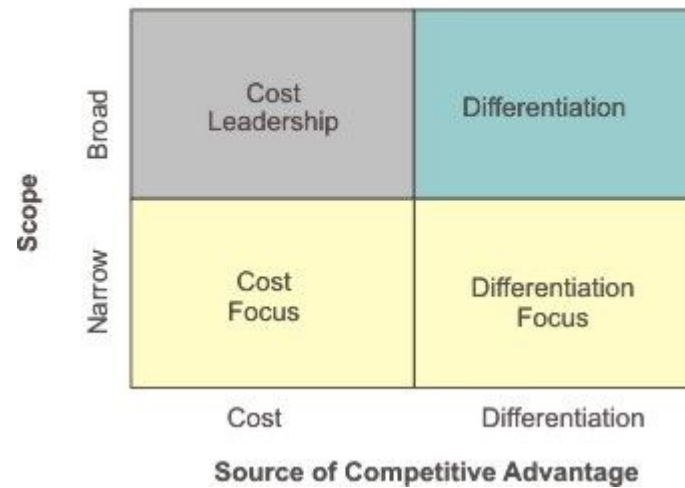 Scope
Broad
Narrow
Cost
Leadership
Differentiation
Cost
Focus
Differentiation
Focus
Cost
Differentiation
Source of Competitive Advantage